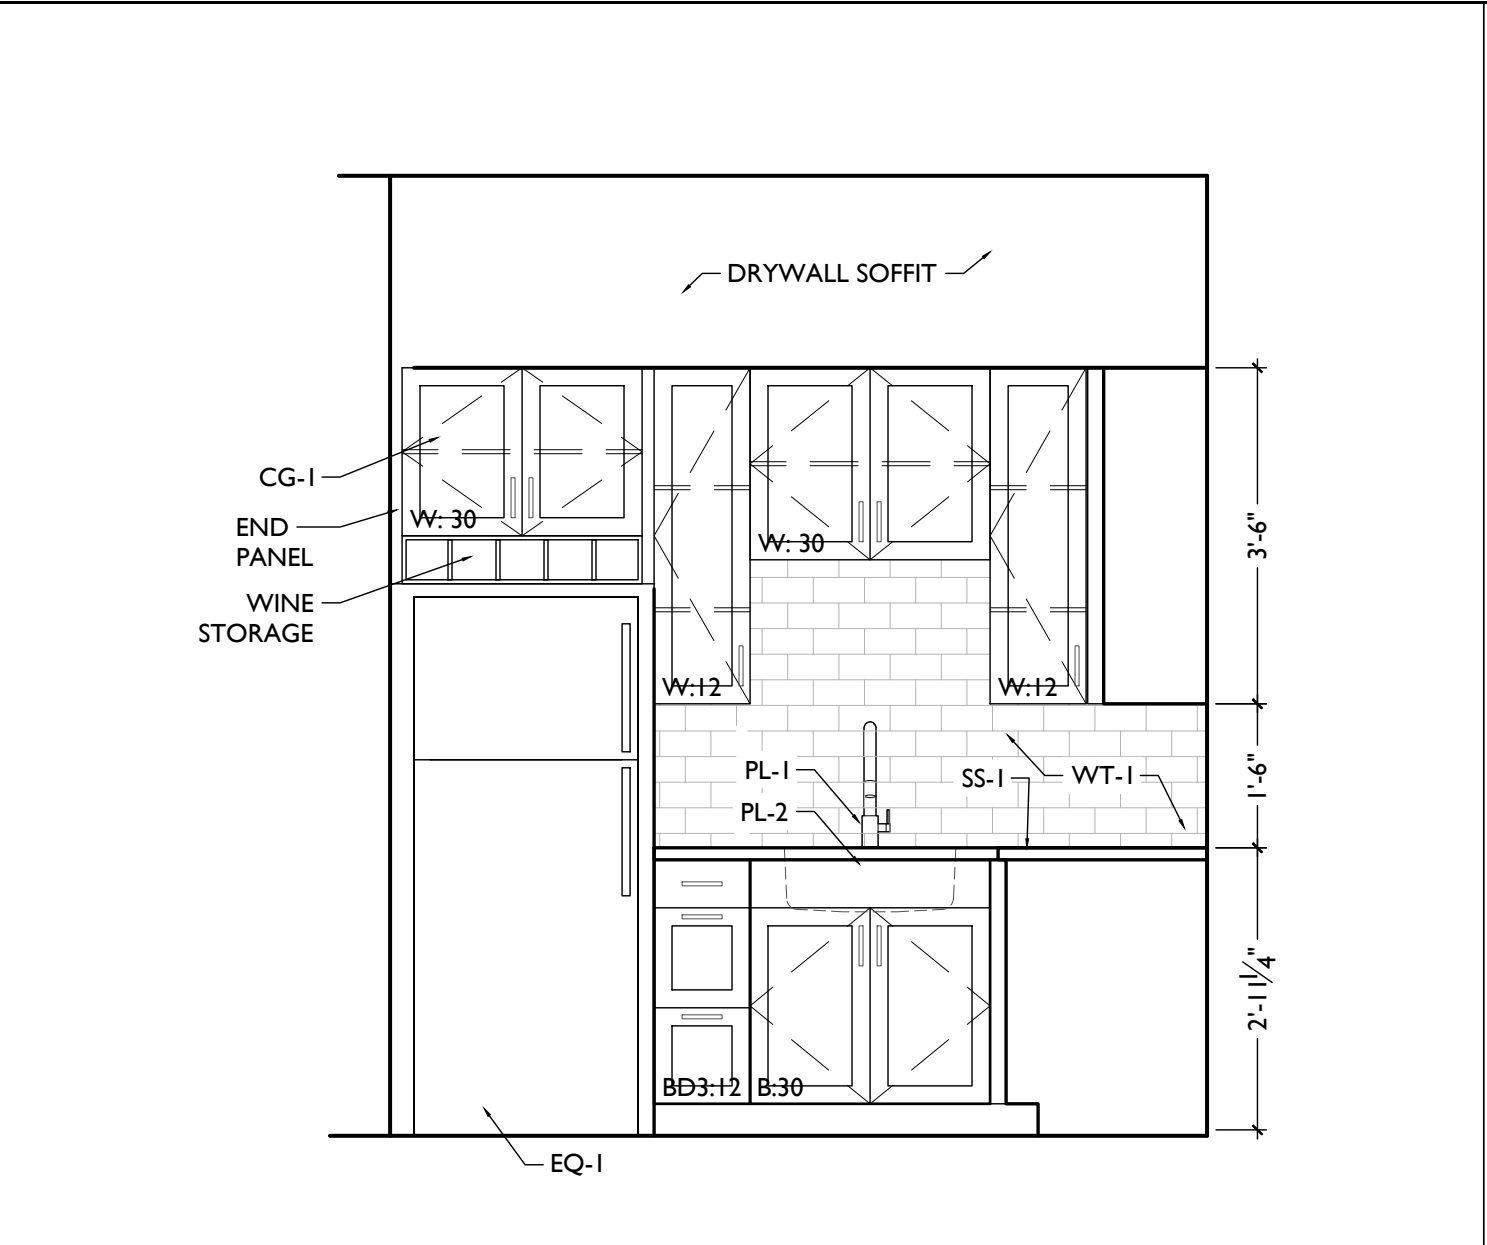 DRYWALL SOFFIT
CG-1
END
PANEL
W: 30
W: 30
3'-6"
WINE
STORAGE
W:12
W:12
PL-1
SS-1
WT-1
1'-6"
PL-2
2'-11 1/4"
BD3:12
B:30
EQ-1